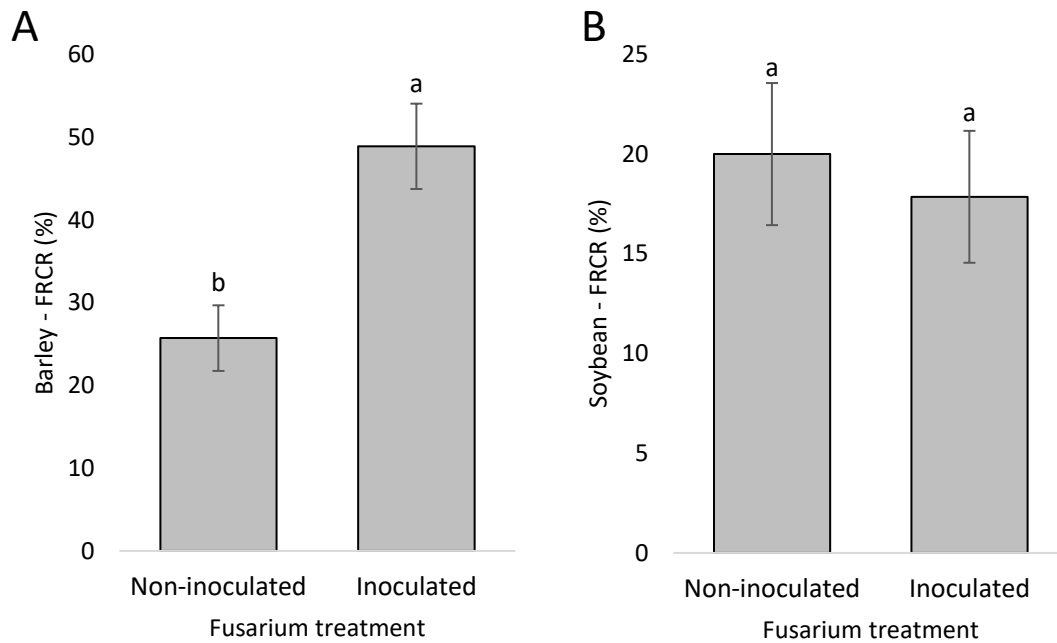 A
Barley - FRCR (%)
60
50
40
30
20
10
0
b
a
Non-inoculated
Inoculated
Fusarium treatment
B
Soybean - FRCR (%)
25
20
15
10
5
0
a
a
Non-inoculated
Inoculated
Fusarium treatment